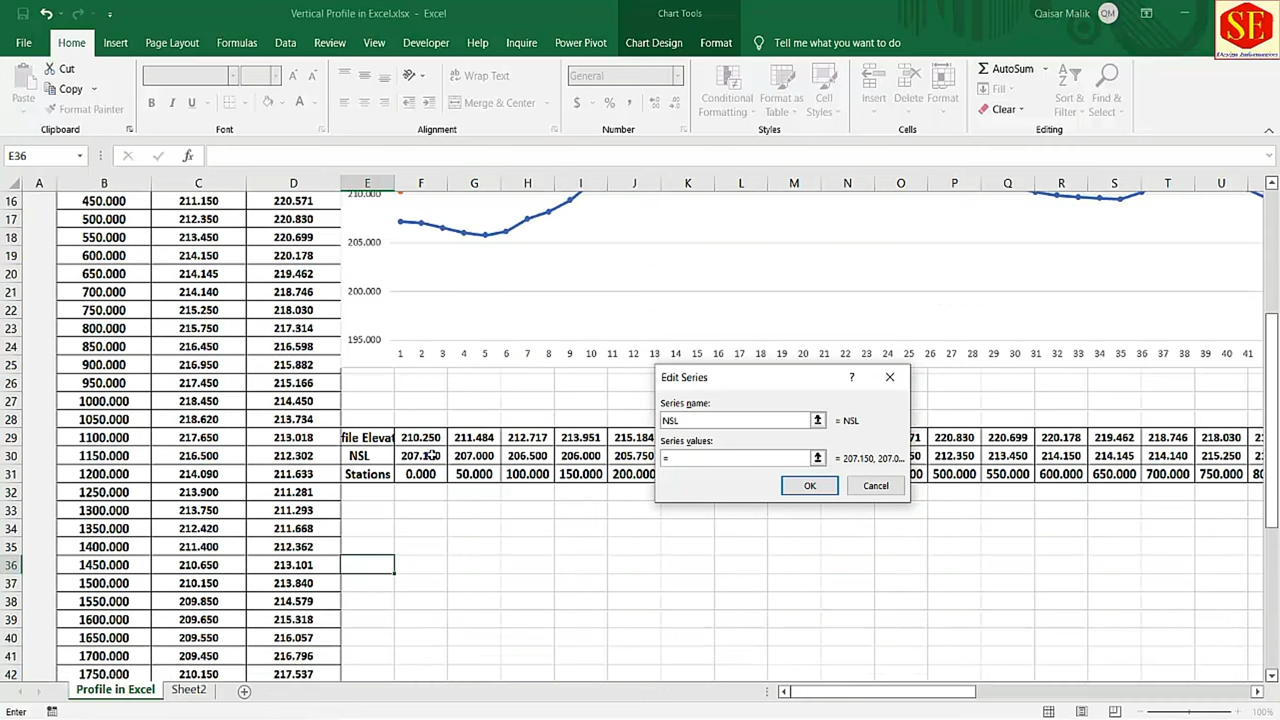 Vertical Profile in Excel.xlsx - Excel
Chart Tools
Qaisar Malik QM
SE
File Home Insert Page Layout Formulas Data Review View Developer Help Inquire Power Pivot Chart Design Format Tell me what you want to do
Paste
Cut
Copy
Format Painter
Clipboard
B I U
Font
Wrap Text
Merge & Center
Alignment
General
$ % ,
Number
Conditional Formatting
Format as Table
Cell Styles
Styles
Insert Delete Format
Cells
AutoSum
Fill
Clear
Sort & Filter
Find & Select
Editing
E36
fx
A B C D E F G H I J K L M N O P Q R S T U
16 450.000 211.150 220.571
17 500.000 212.350 220.830
18 550.000 213.450 220.699
19 600.000 214.150 220.178
20 650.000 214.145 219.462
21 700.000 214.140 218.746
22 750.000 215.250 218.030
23 800.000 215.750 217.314
24 850.000 216.450 216.598
25 900.000 216.950 215.882
26 950.000 217.450 215.166
27 1000.000 218.450 214.450
28 1050.000 218.620 213.734
29 1100.000 217.650 213.018 file Elevat 210.250 211.484 212.717 213.951 215.184 220.830 220.699 220.178 219.462 218.746 218.030
30 1150.000 216.500 212.302 NSL 207.150 207.000 206.500 206.000 205.750 212.350 213.450 214.150 214.145 214.140 215.250
31 1200.000 214.090 211.633 Stations 0.000 50.000 100.000 150.000 200.000 500.000 550.000 600.000 650.000 700.000 750.000
32 1250.000 213.900 211.281
33 1300.000 213.750 211.293
34 1350.000 212.420 211.668
35 1400.000 211.400 212.362
36 1450.000 210.650 213.101
37 1500.000 210.150 213.840
38 1550.000 209.850 214.579
39 1600.000 209.650 215.318
40 1650.000 209.550 216.057
41 1700.000 209.450 216.796
42 1750.000 210.150 217.537
210.000
205.000
200.000
195.000
1 2 3 4 5 6 7 8 9 10 11 12 13 14 15 16 17 18 19 20 21 22 23 24 25 26 27 28 29 30 31 32 33 34 35 36 37 38 39 40 41
Edit Series ?
Series name:
NSL = NSL
Series values:
= = 207.150, 207.0...
OK Cancel
Profile in Excel Sheet2
Enter
100%